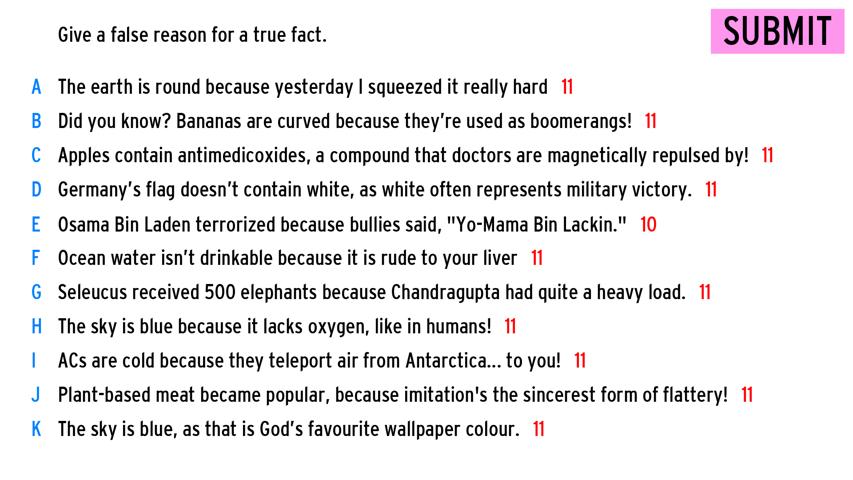 Give a false reason for a true fact.
SUBMIT
A The earth is round because yesterday I squeezed it really hard 11
B Did you know? Bananas are curved because they're used as boomerangs! 11
C Apples contain antimedicoxides, a compound that doctors are magnetically repulsed by! 11
D Germany's flag doesn't contain white, as white often represents military victory. 11
E Osama Bin Laden terrorized because bullies said, "Yo-Mama Bin Lackin." 10
F Ocean water isn't drinkable because it is rude to your liver 11
G Seleucus received 500 elephants because Chandragupta had quite a heavy load. 11
H The sky is blue because it lacks oxygen, like in humans! 11
I ACs are cold because they teleport air from Antarctica... to you! 11
J Plant-based meat became popular, because imitation's the sincerest form of flattery! 11
K The sky is blue, as that is God's favourite wallpaper colour. 11